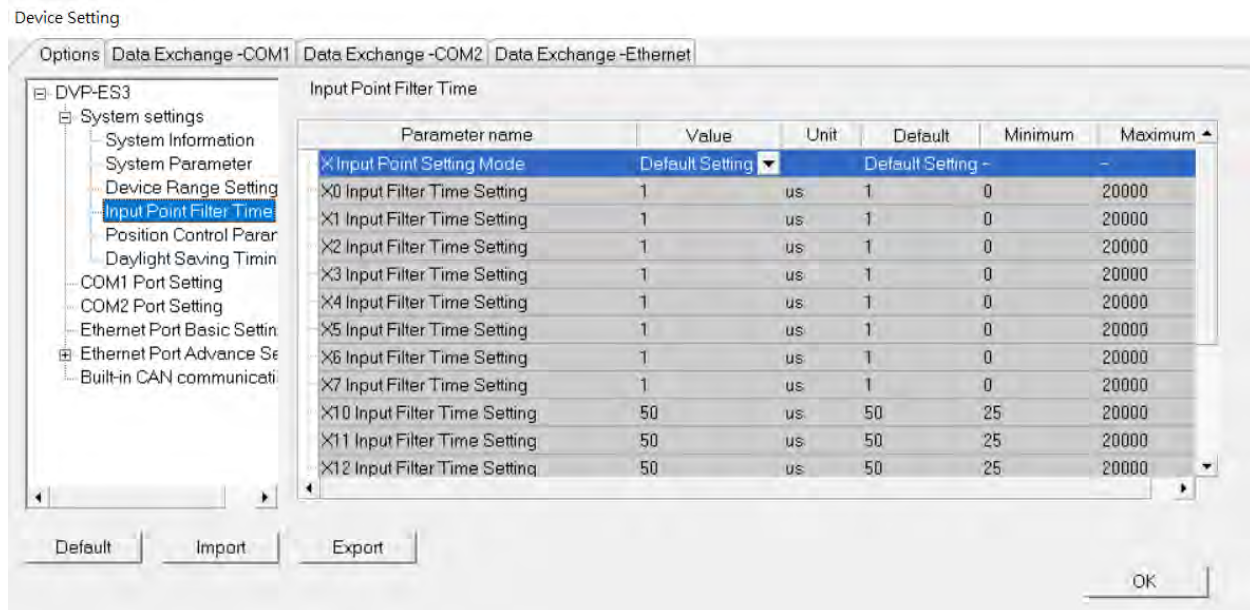 Device Setting
Options Data Exchange -COM1 Data Exchange -COM2 Data Exchange -Ethernet
DVP-ES3
System settings
System Information
System Parameter
Device Range Setting
Input Point Filter Time
Position Control Parar
Daylight Saving Timin
COM1 Port Setting
COM2 Port Setting
Ethernet Port Basic Settin
Ethernet Port Advance Se
Built-in CAN communicati
Input Point Filter Time
Parameter name Value Unit Default Minimum Maximum
X Input Point Setting Mode Default Setting Default Setting - -
X0 Input Filter Time Setting 1 us 1 0 20000
X1 Input Filter Time Setting 1 us 1 0 20000
X2 Input Filter Time Setting 1 us 1 0 20000
X3 Input Filter Time Setting 1 us 1 0 20000
X4 Input Filter Time Setting 1 us 1 0 20000
X5 Input Filter Time Setting 1 us 1 0 20000
X6 Input Filter Time Setting 1 us 1 0 20000
X7 Input Filter Time Setting 1 us 1 0 20000
X10 Input Filter Time Setting 50 us 50 25 20000
X11 Input Filter Time Setting 50 us 50 25 20000
X12 Input Filter Time Setting 50 us 50 25 20000
Default Import Export
OK